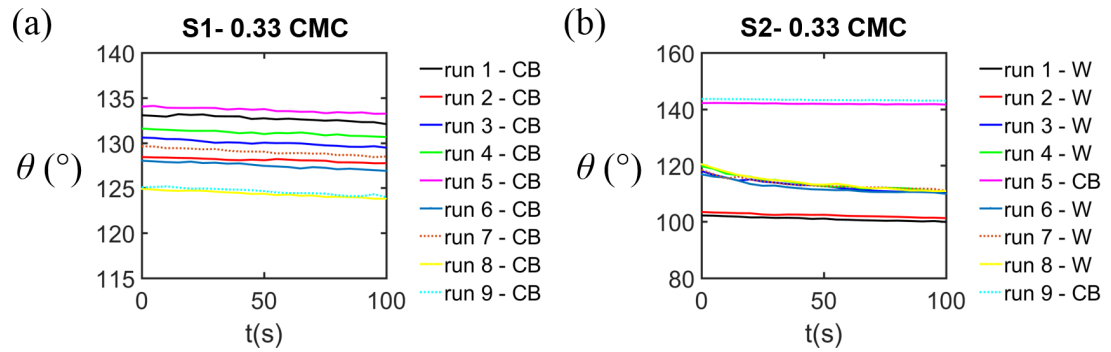 (a)
S1- 0.33 CMC
140
135
130
125
120
115
θ (°)
0
50
100
t(s)
run 1 - CB
run 2 - CB
run 3 - CB
run 4 - CB
run 5 - CB
run 6 - CB
run 7 - CB
run 8 - CB
run 9 - CB
(b)
S2- 0.33 CMC
160
140
120
100
80
θ (°)
0
50
100
t(s)
run 1 - W
run 2 - W
run 3 - W
run 4 - W
run 5 - CB
run 6 - W
run 7 - W
run 8 - W
run 9 - CB